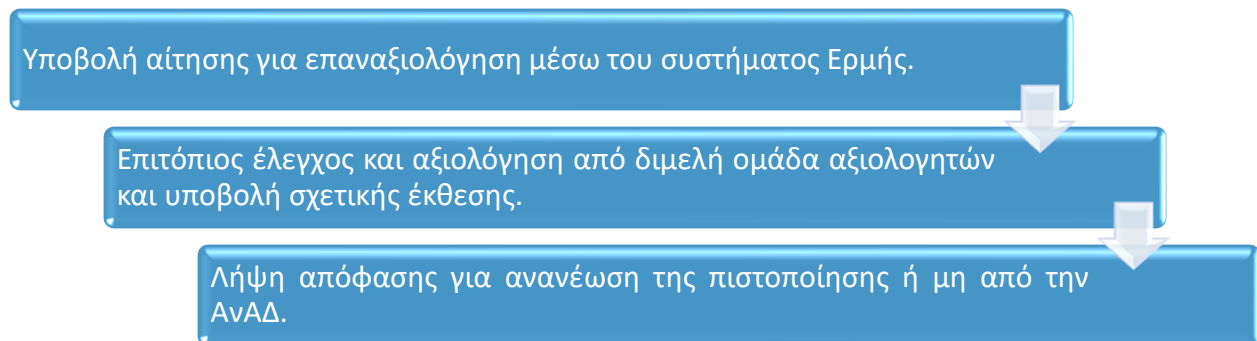 Υποβολή αίτησης για επαναξιολόγηση μέσω του συστήματος Ερμής.
Επιτόπιος έλεγχος και αξιολόγηση από διμελή ομάδα αξιολογητών
και υποβολή σχετικής έκθεσης.
Λήψη απόφασης για ανανέωση της πιστοποίησης ή μη από την
ΑνΑΔ.